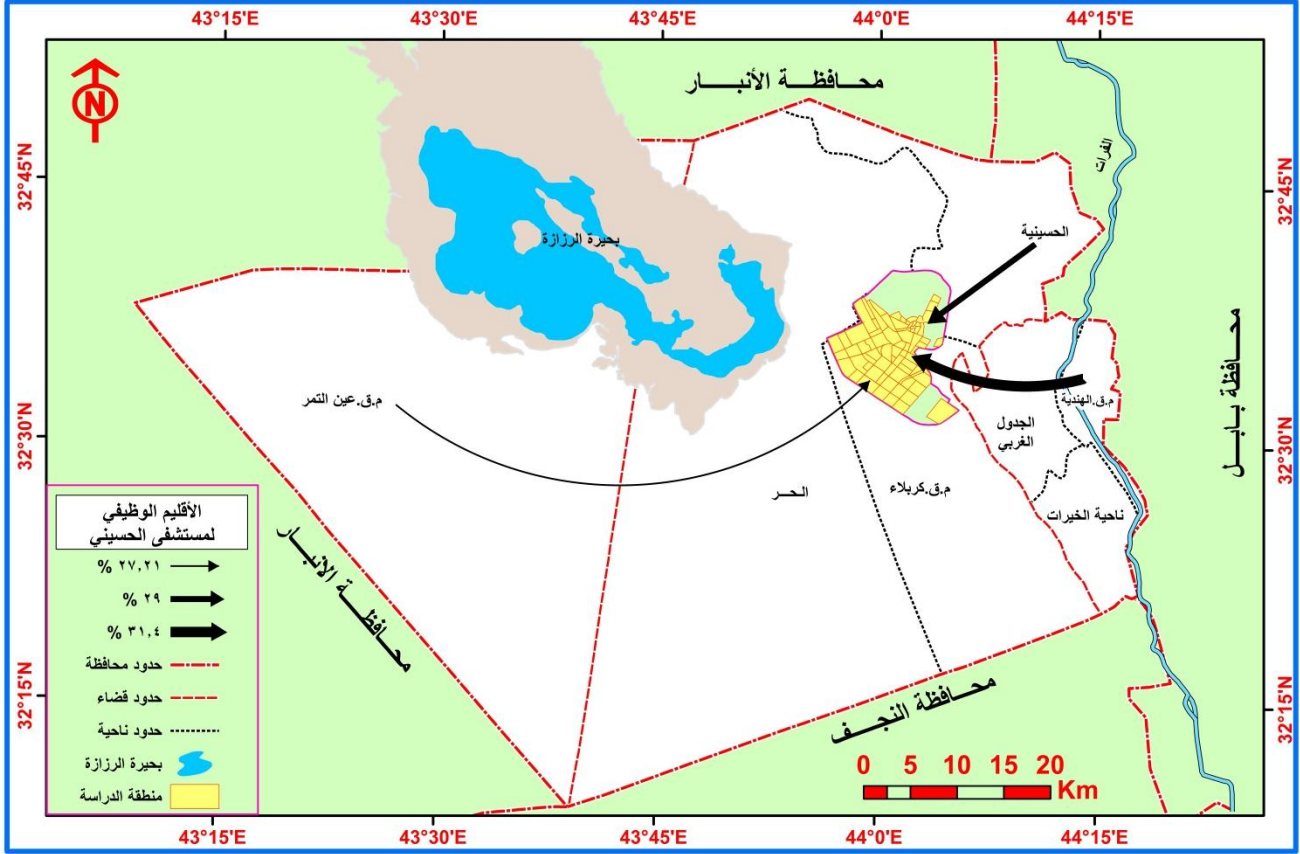 43°15'E
43°30'E
43°45'E
44°0'E
44°15'E
32°45'N
32°45'N
32°30'N
32°30'N
32°15'N
32°15'N
N
محافظة الأنبار
الفرات
الحسينية
بحيرة الرزازة
محافظة بابل
م.ق.الهندية
م.ق.عين التمر
الجدول
الغربي
الحر
م.ق.كربلاء
ناحية الخيرات
محافظة الأنبار
محافظة النجف
الأقليم الوظيفي
لمستشفى الحسيني
% ٢٧,٢١
% ٢٩
% ٣١,٤
حدود محافظة
حدود قضاء
حدود ناحية
بحيرة الرزازة
منطقة الدراسة
0 5 10 15 20
Km
43°15'E
43°30'E
43°45'E
44°0'E
44°15'E